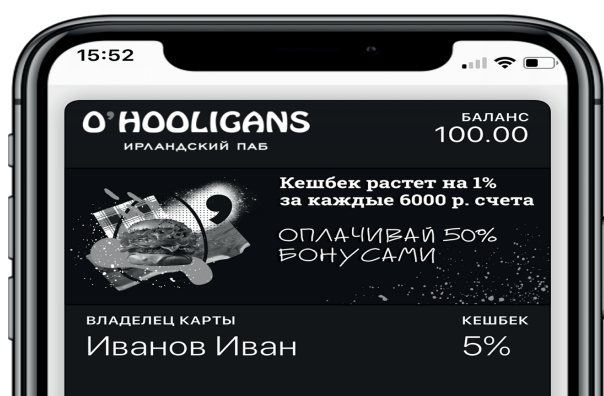 15:52
O'HOOLIGANS
ИРЛАНДСКИЙ ПАБ
БАЛАНС
100.00
Кешбек растет на 1%
за каждые 6000 р. счета
ОПЛАЧИВАЙ 50%
БОНУСАМИ
ВЛАДЕЛЕЦ КАРТЫ
Иванов Иван
КЕШБЕК
5%